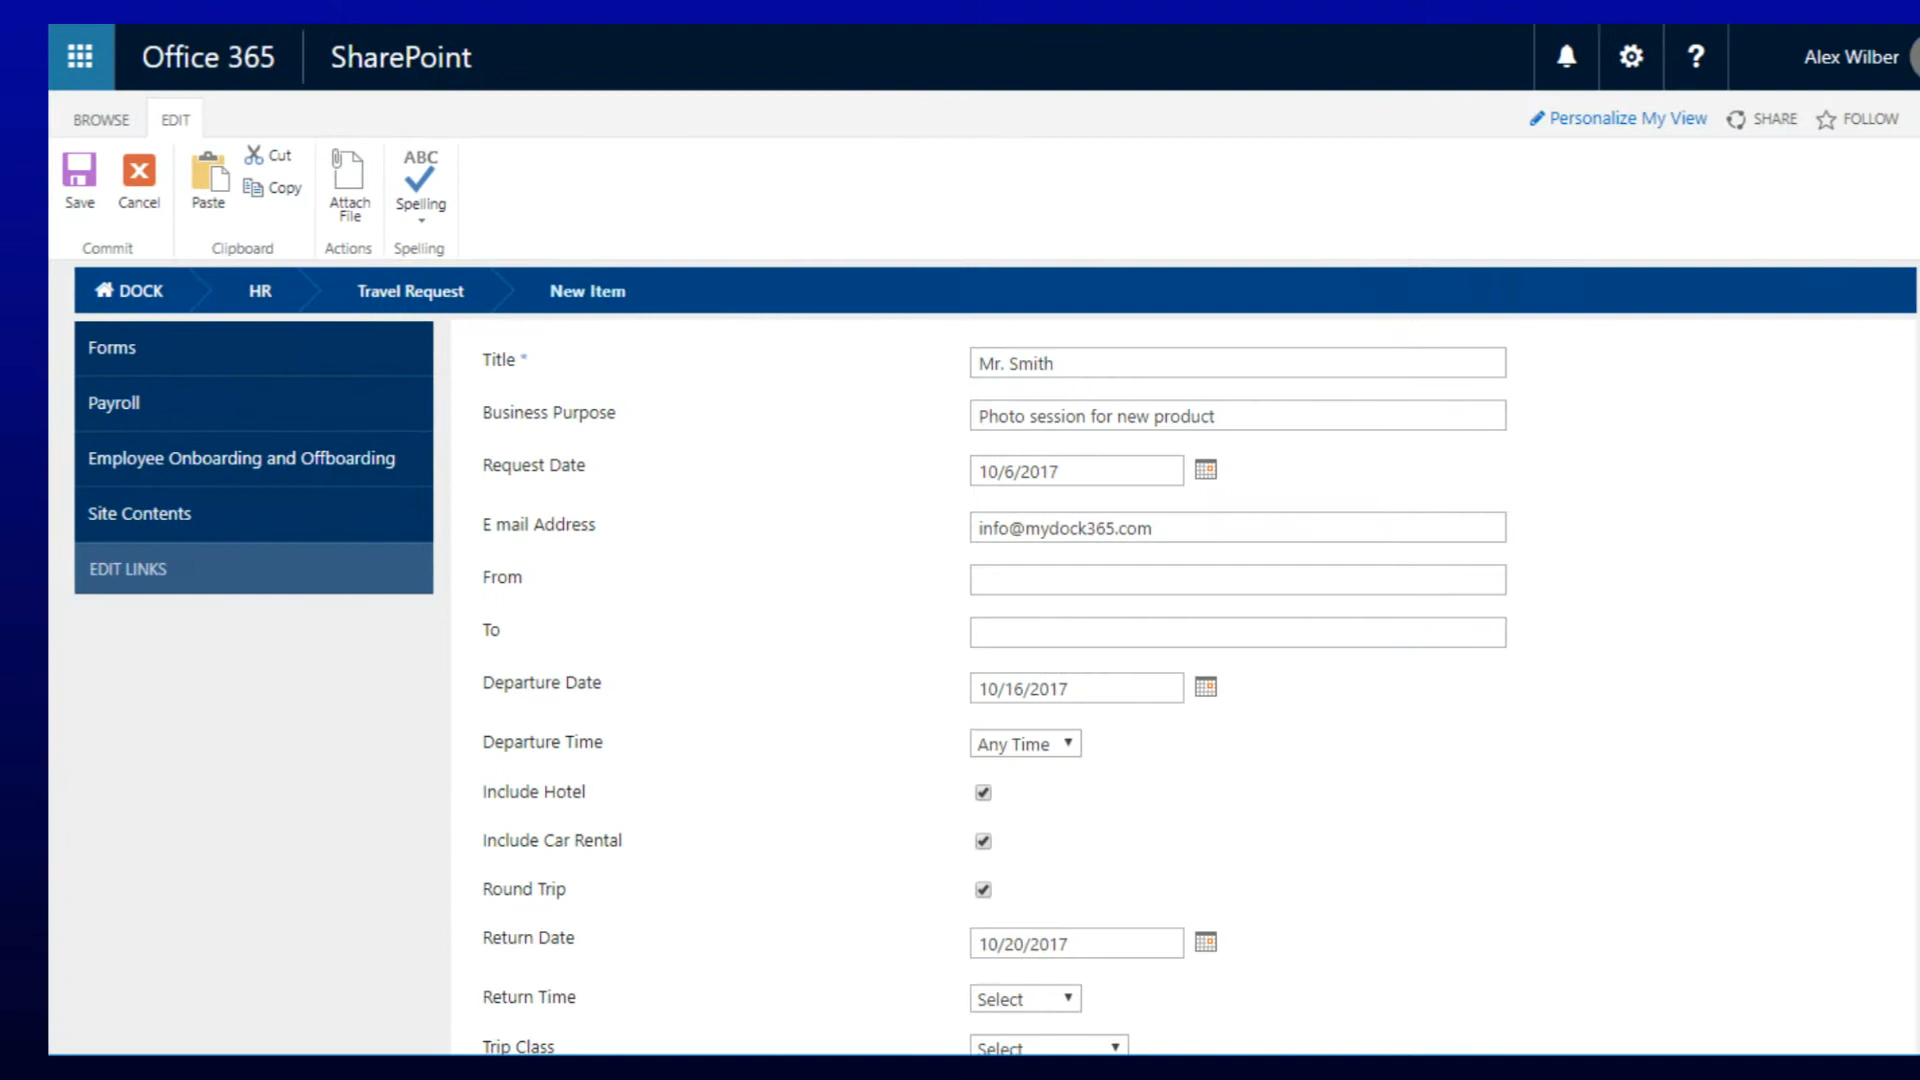 Office 365 SharePoint ? Alex Wilber
BROWSE EDIT Personalize My View SHARE FOLLOW
Save Cancel Paste Cut Copy Attach File ABC Spelling
Commit Clipboard Actions Spelling
DOCK HR Travel Request New Item
Forms
Payroll
Employee Onboarding and Offboarding
Site Contents
EDIT LINKS
Title * Mr. Smith
Business Purpose Photo session for new product
Request Date 10/6/2017
E mail Address info@mydock365.com
From
To
Departure Date 10/16/2017
Departure Time Any Time
Include Hotel
Include Car Rental
Round Trip
Return Date 10/20/2017
Return Time Select
Trip Class Select